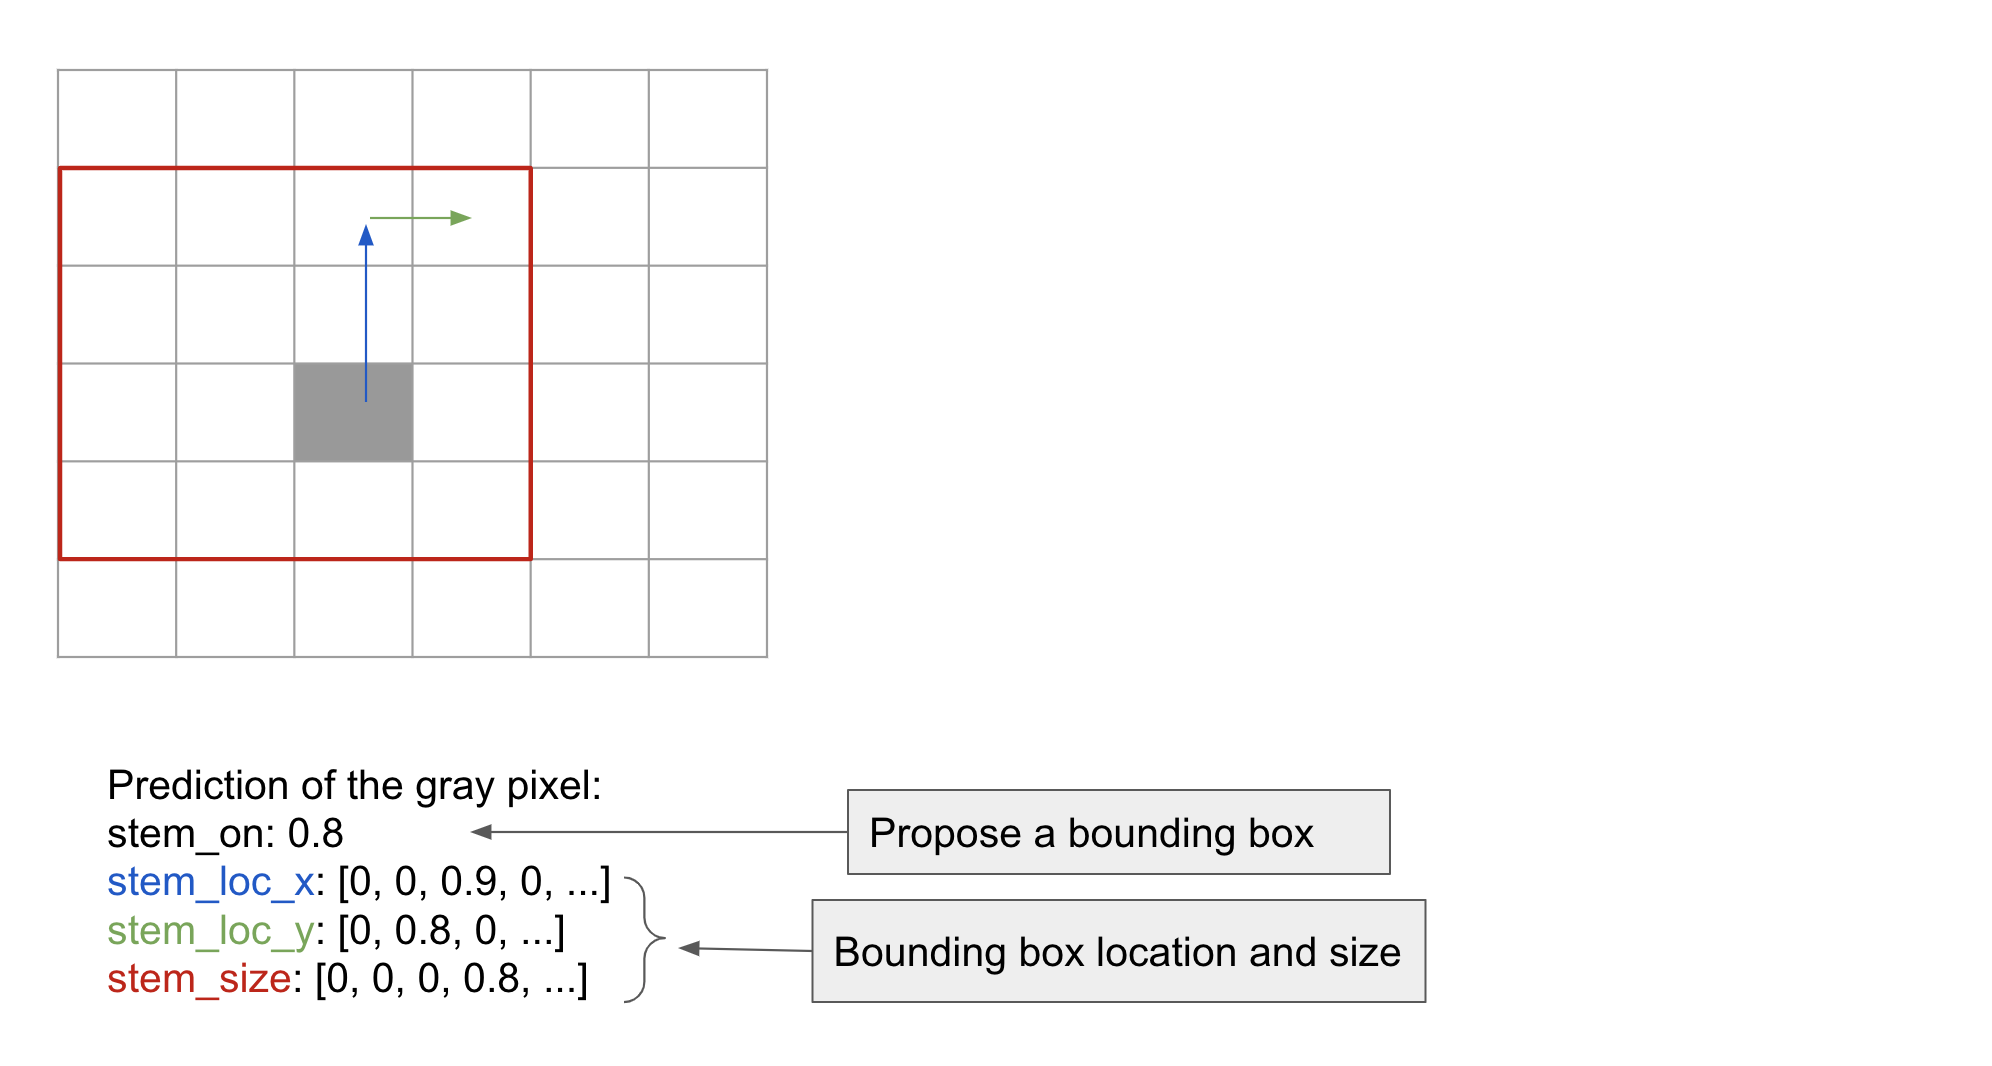 Prediction of the gray pixel:
stem_on: 0.8
Propose a bounding box
stem_loc_x: [0, 0, 0.9, 0, ...]
stem_loc_y: [0, 0.8, 0, ...]
Bounding box location and size
stem_size: [0, 0, 0, 0.8, ...]